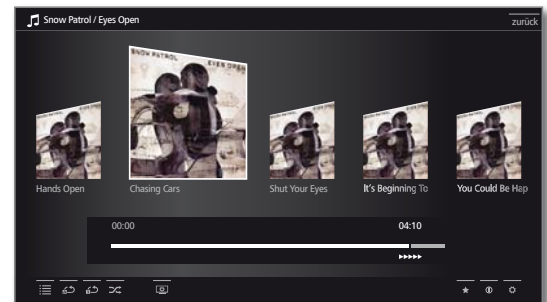 Snow Patrol / Eyes Open
zurück
SNOW PATROL EYES OPEN
Hands Open
Chasing Cars
Shut Your Eyes
It's Beginning To
You Could Be Hap
00:00
04:10